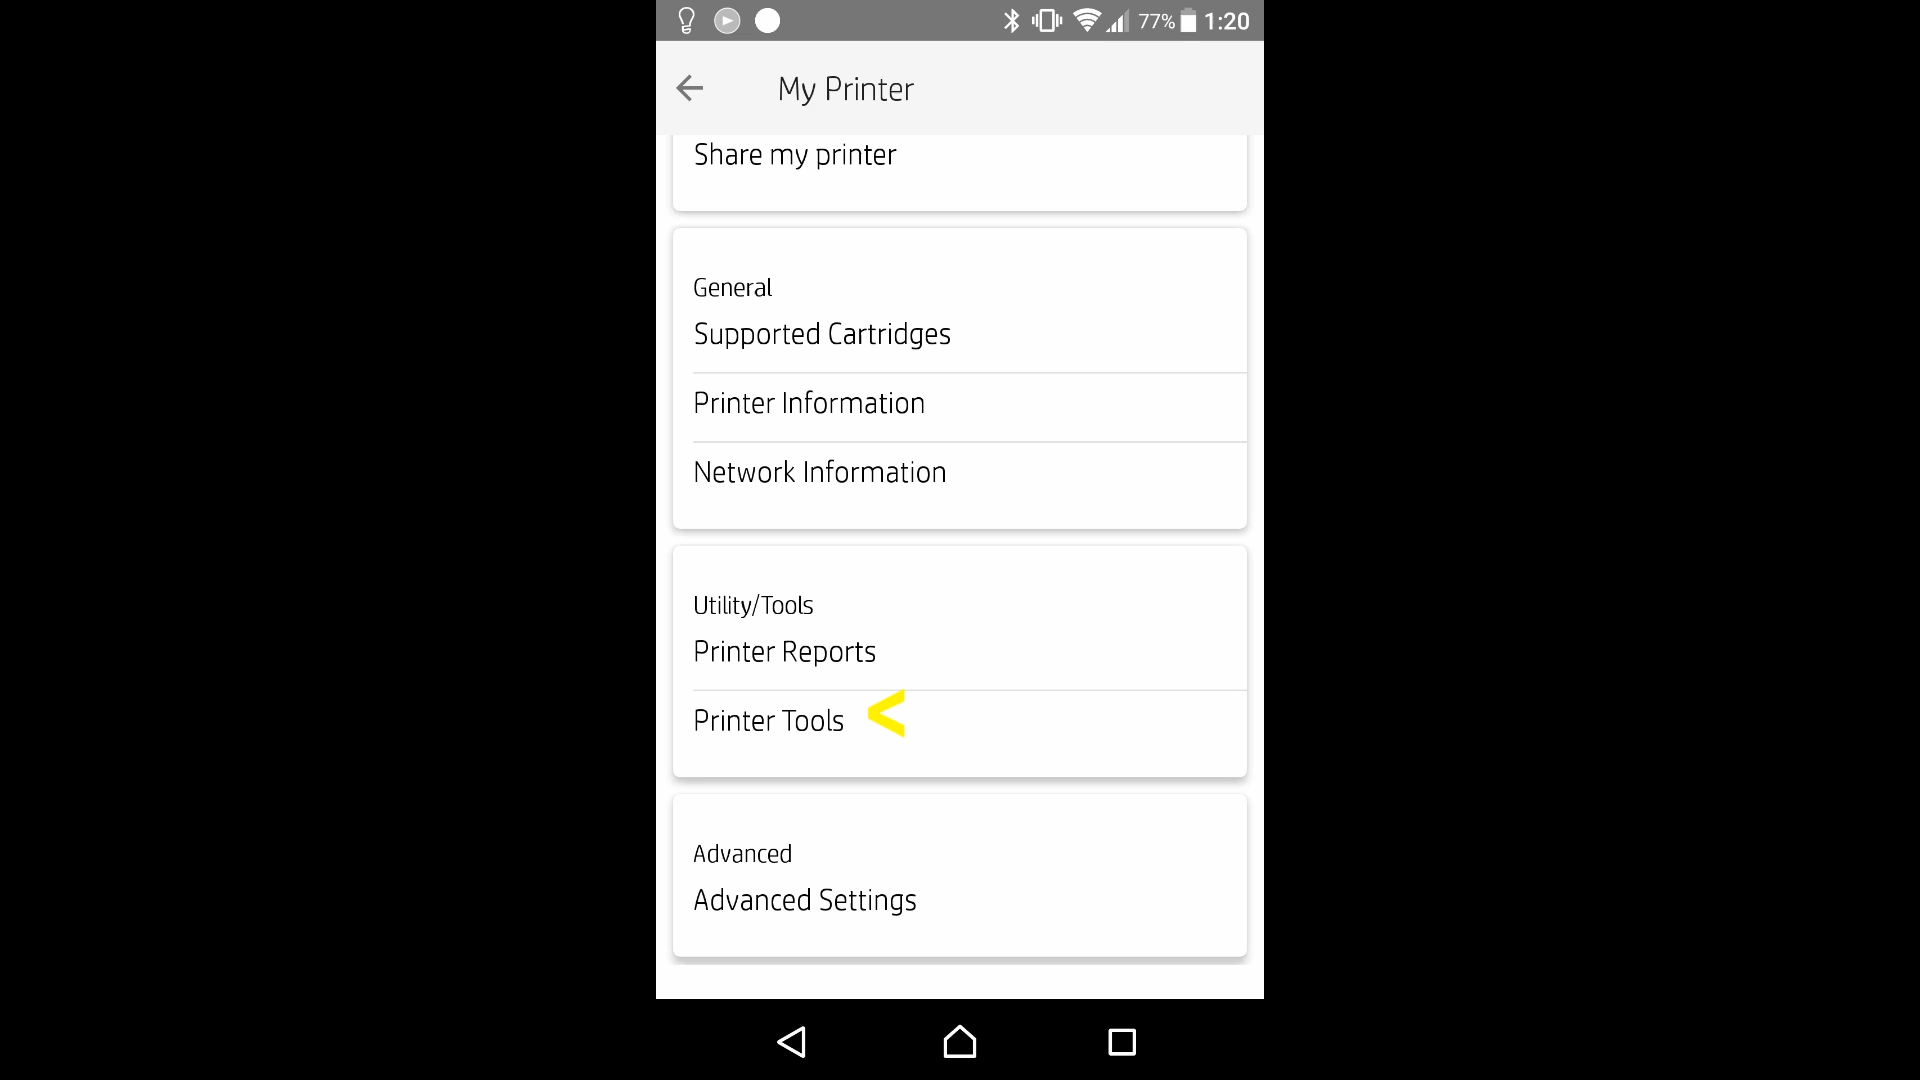 77% 1:20
My Printer
Share my printer
General
Supported Cartridges
Printer Information
Network Information
Utility/Tools
Printer Reports
Printer Tools <
Advanced
Advanced Settings